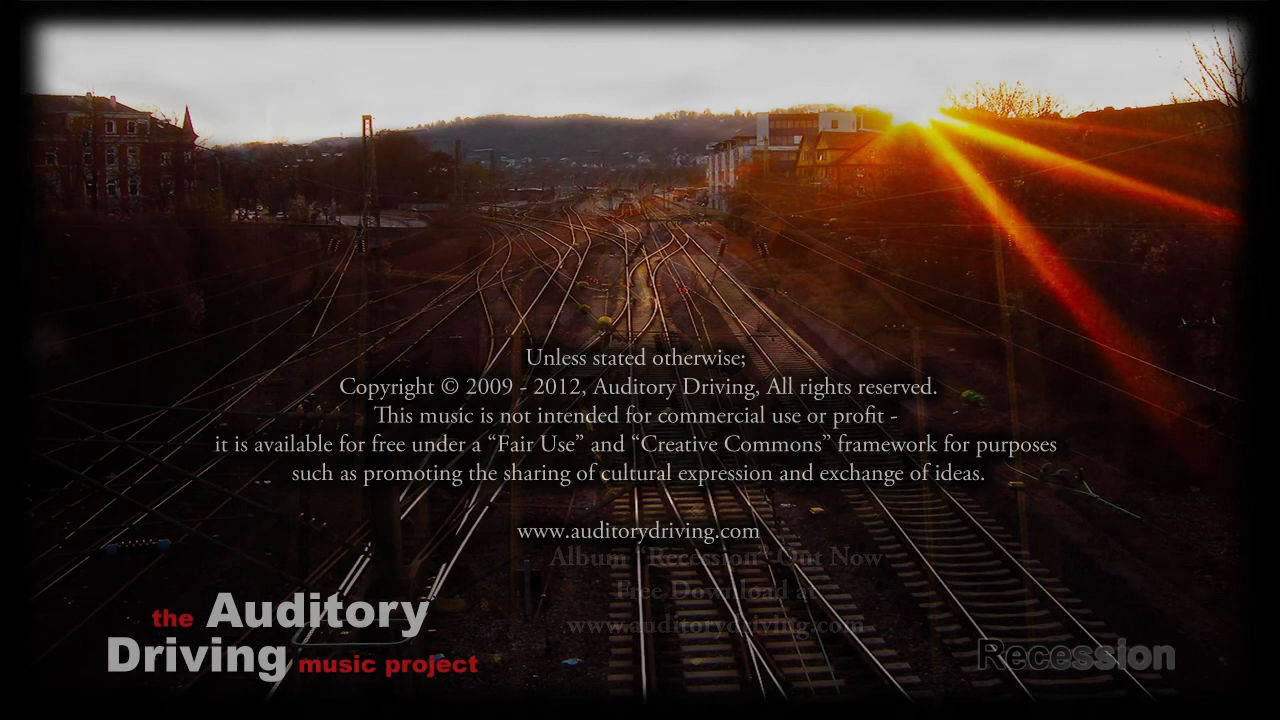 Unless stated otherwise;
Copyright © 2009 - 2012, Auditory Driving, All rights reserved.
This music is not intended for commercial use or profit -
it is available for free under a “Fair Use” and “Creative Commons” framework for purposes
such as promoting the sharing of cultural expression and exchange of ideas.
www.auditorydriving.com
Album “Recession” Out Now
Free Download at
www.auditorydriving.com
the Auditory
Driving music project
Recession